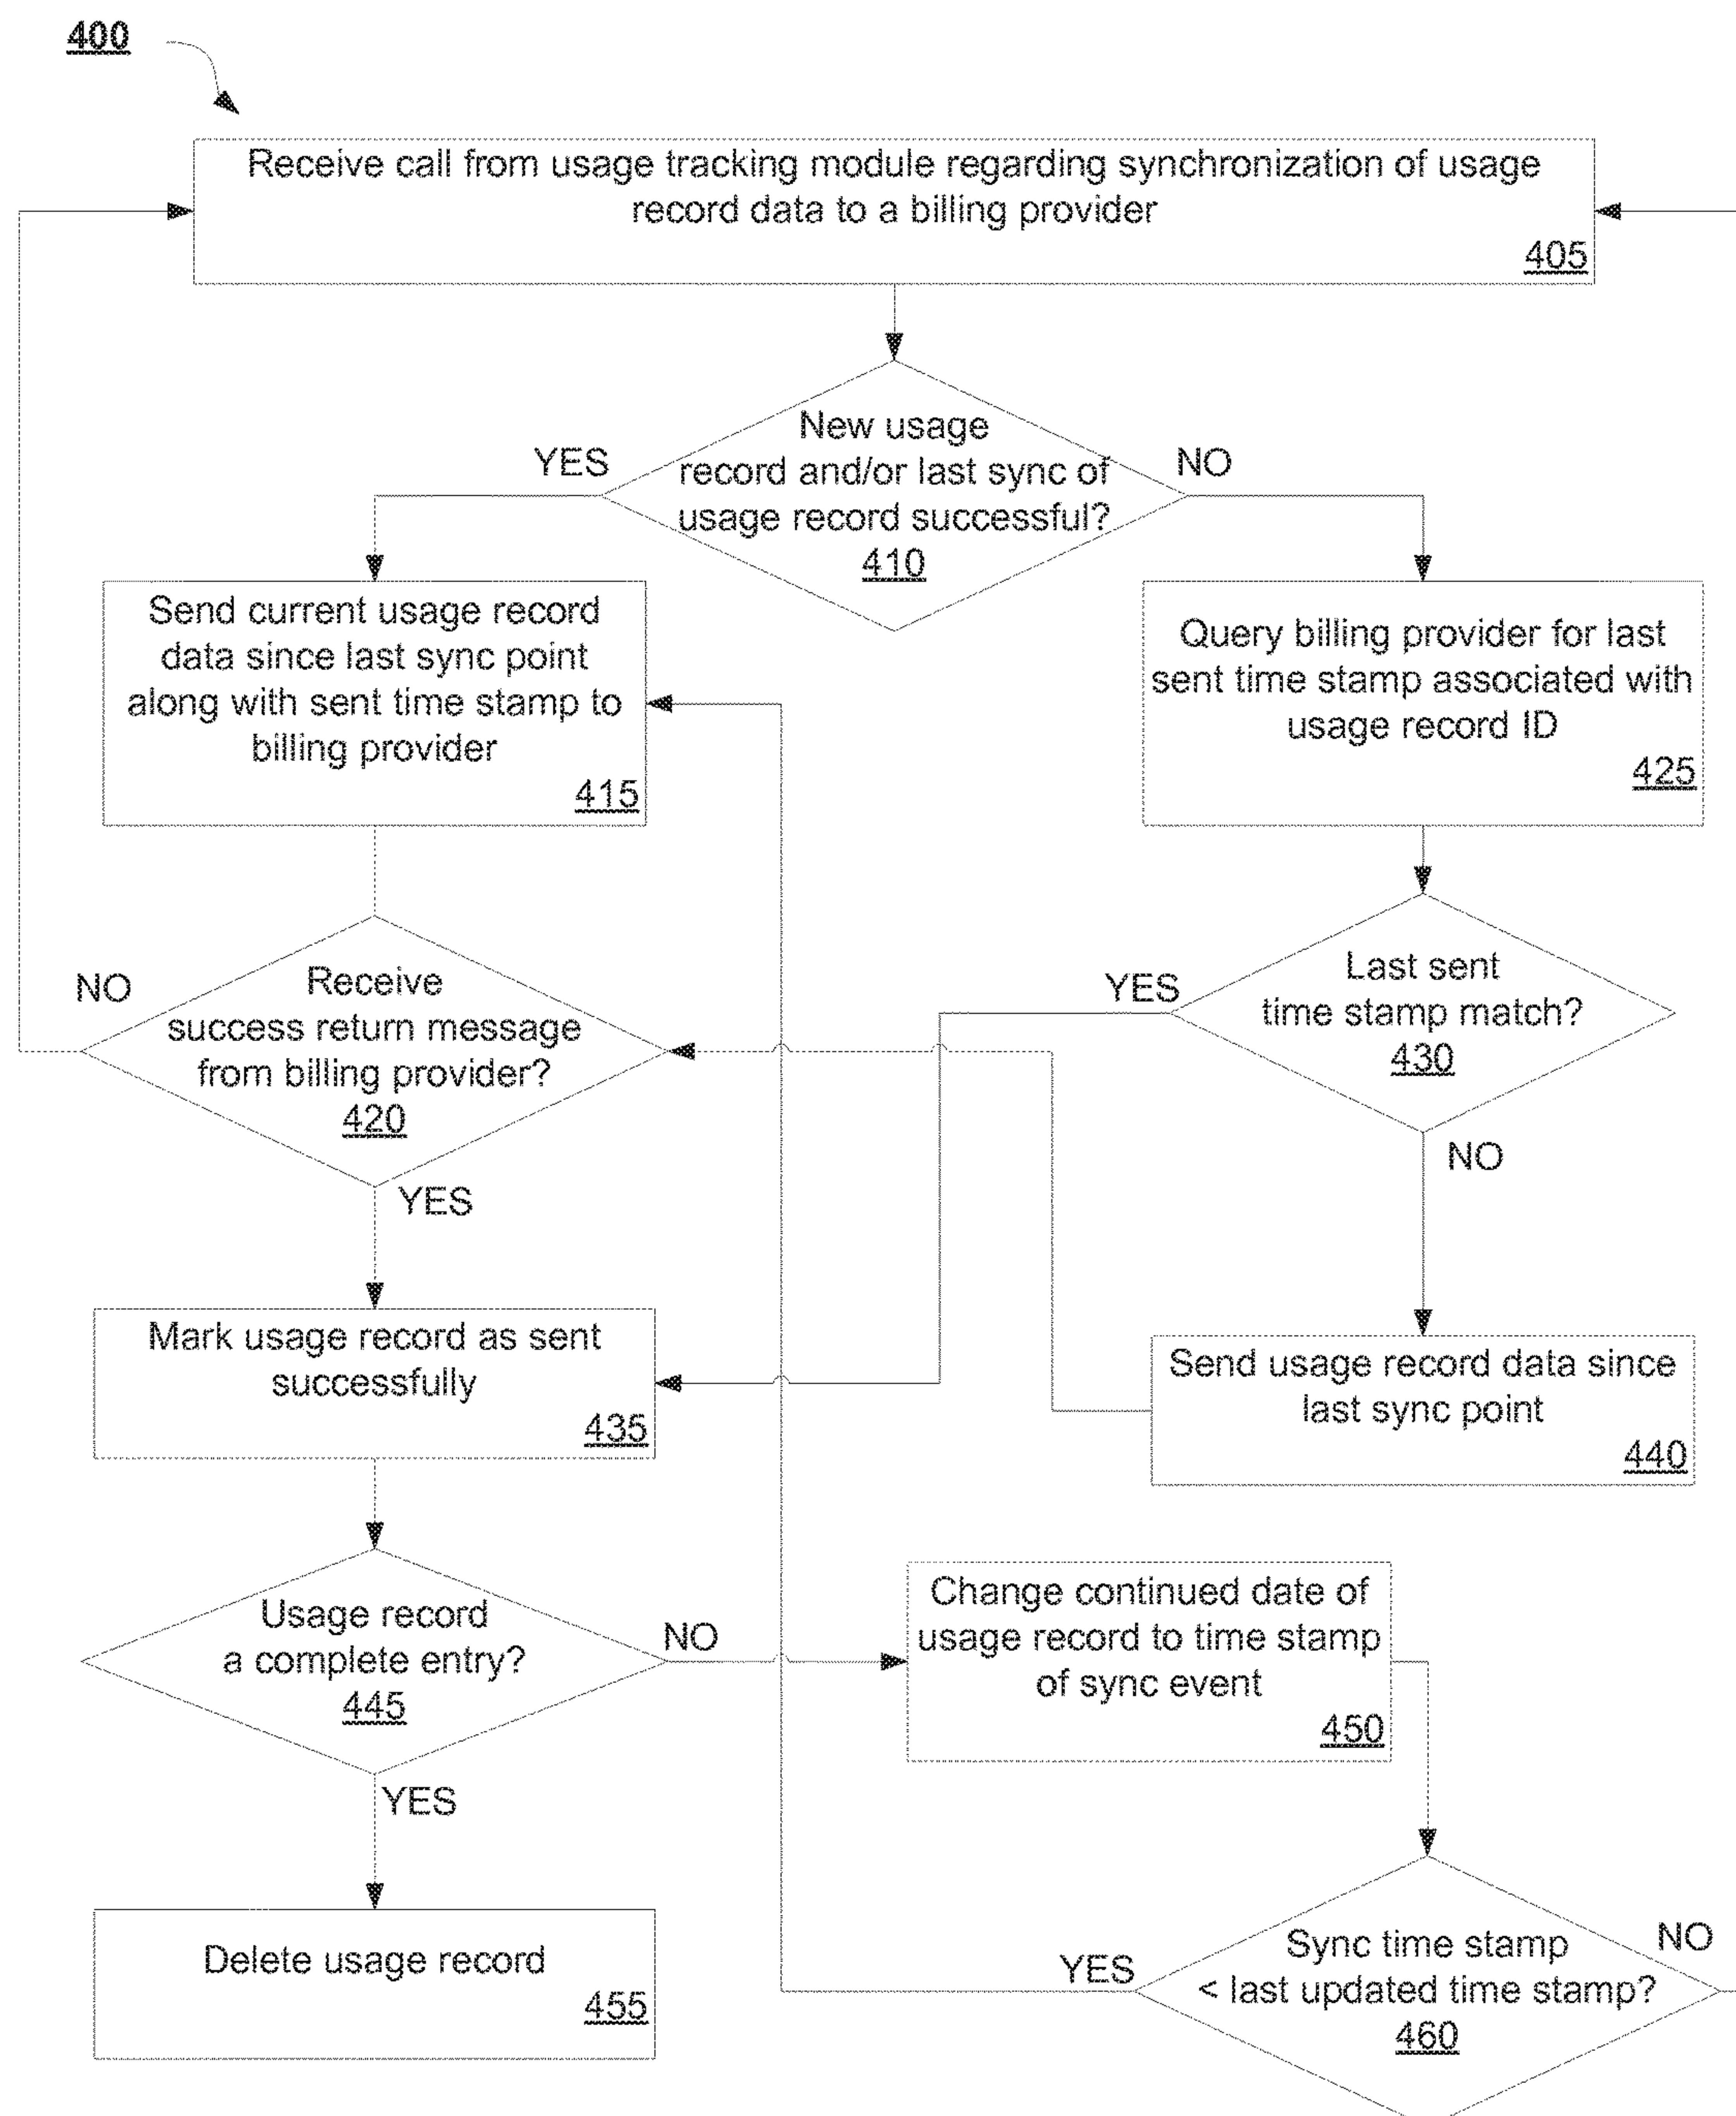 400
Receive call from usage tracking module regarding synchronization of usage
record data to a billing provider
405
New usage
record and/or last sync of
usage record successful?
410
YES
NO
Send current usage record
data since last sync point
along with sent time stamp to
billing provider
415
Query billing provider for last
sent time stamp associated with
usage record ID
425
Receive
success return message
from billing provider?
420
NO
YES
Last sent
time stamp match?
430
YES
NO
Mark usage record as sent
successfully
435
Send usage record data since
last sync point
440
Usage record
a complete entry?
445
NO
YES
Change continued date of
usage record to time stamp
of sync event
450
Delete usage record
455
Sync time stamp
< last updated time stamp?
460
YES
NO